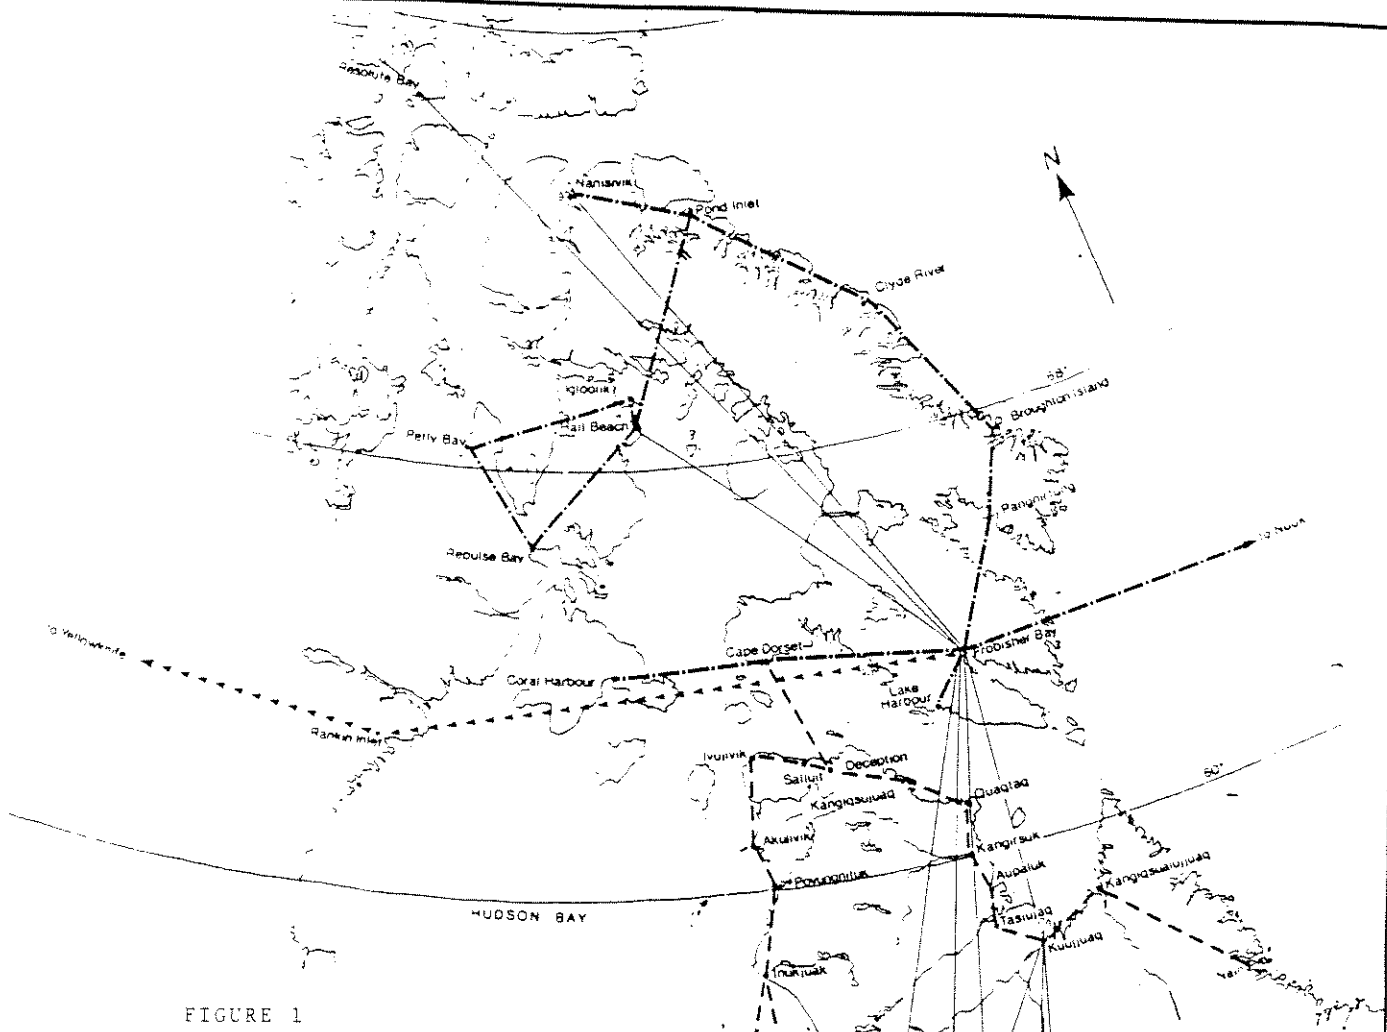 Resolute Bay
N
Nanisivik
Pond Inlet
Clyde River
68°
Broughton Island
Igloolik
Hall Beach
Pelly Bay
Pangnirtung
Repulse Bay
To Nuuk
To Yellowknife
Cape Dorset
Frobisher Bay
Coral Harbour
Lake
Harbour
Rankin Inlet
Ivujivik
Deception
Salluit
60°
Kangiqsujuaq
Quaqtaq
Akulivik
Kangirsuk
Povungnituk
Aupaluk
Kangiqsualujjuaq
HUDSON BAY
Tasiujaq
Kuujjuaq
Inukjuak
FIGURE 1